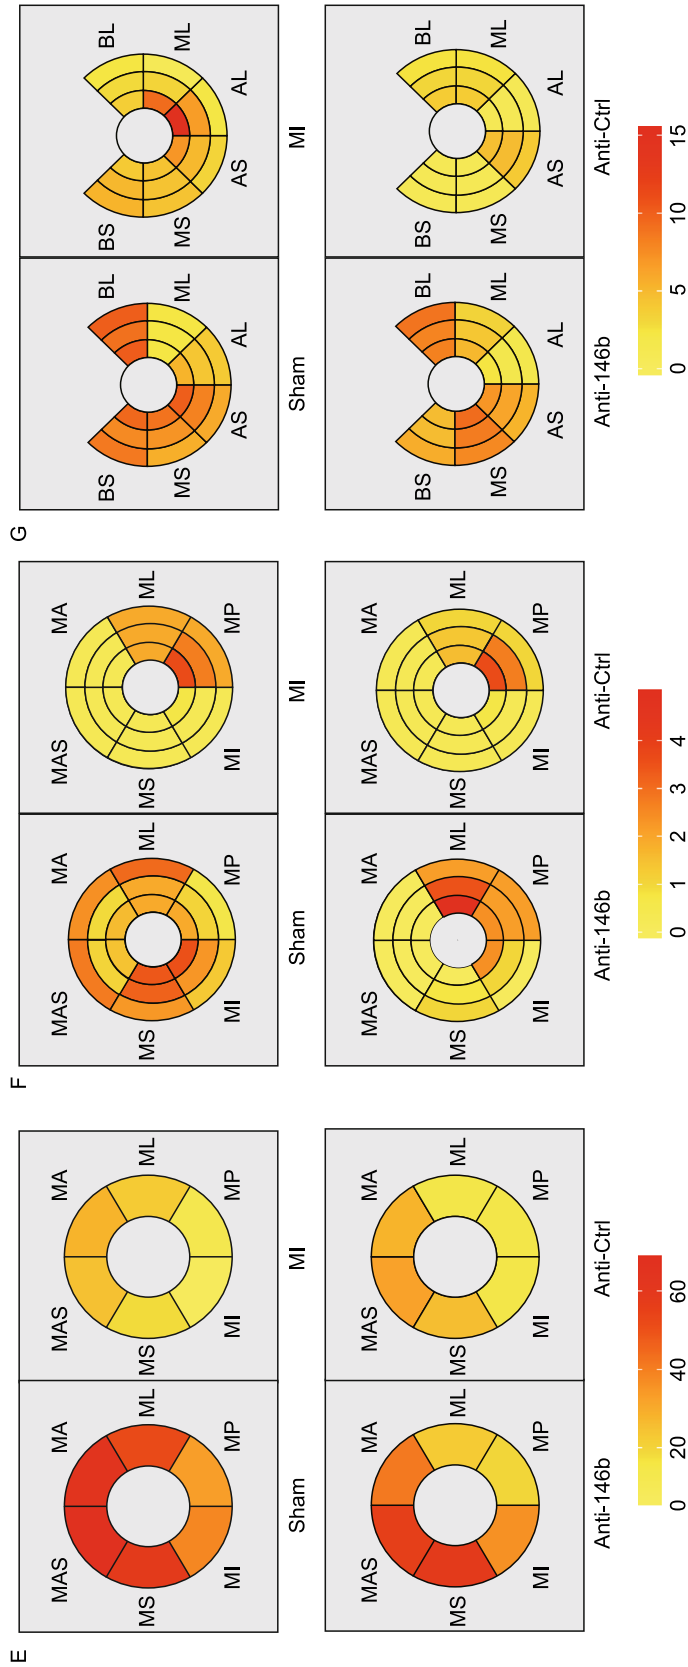 G
BL
ML
AL
AS
MS
BS
MI
BL
ML
AL
AS
MS
BS
Anti-Ctrl
BL
ML
AL
AS
MS
BS
Sham
BL
ML
AL
AS
MS
BS
Anti-146b
0
5
10
15
F
MA
ML
MP
MI
MS
MAS
MI
MA
ML
MP
MI
MS
MAS
Anti-Ctrl
MA
ML
MP
MI
MS
MAS
Sham
MA
ML
MP
MI
MS
MAS
Anti-146b
0
1
2
3
4
E
MA
ML
MP
MI
MS
MAS
MI
MA
ML
MP
MI
MS
MAS
Anti-Ctrl
MA
ML
MP
MI
MS
MAS
Sham
MA
ML
MP
MI
MS
MAS
Anti-146b
0
20
40
60